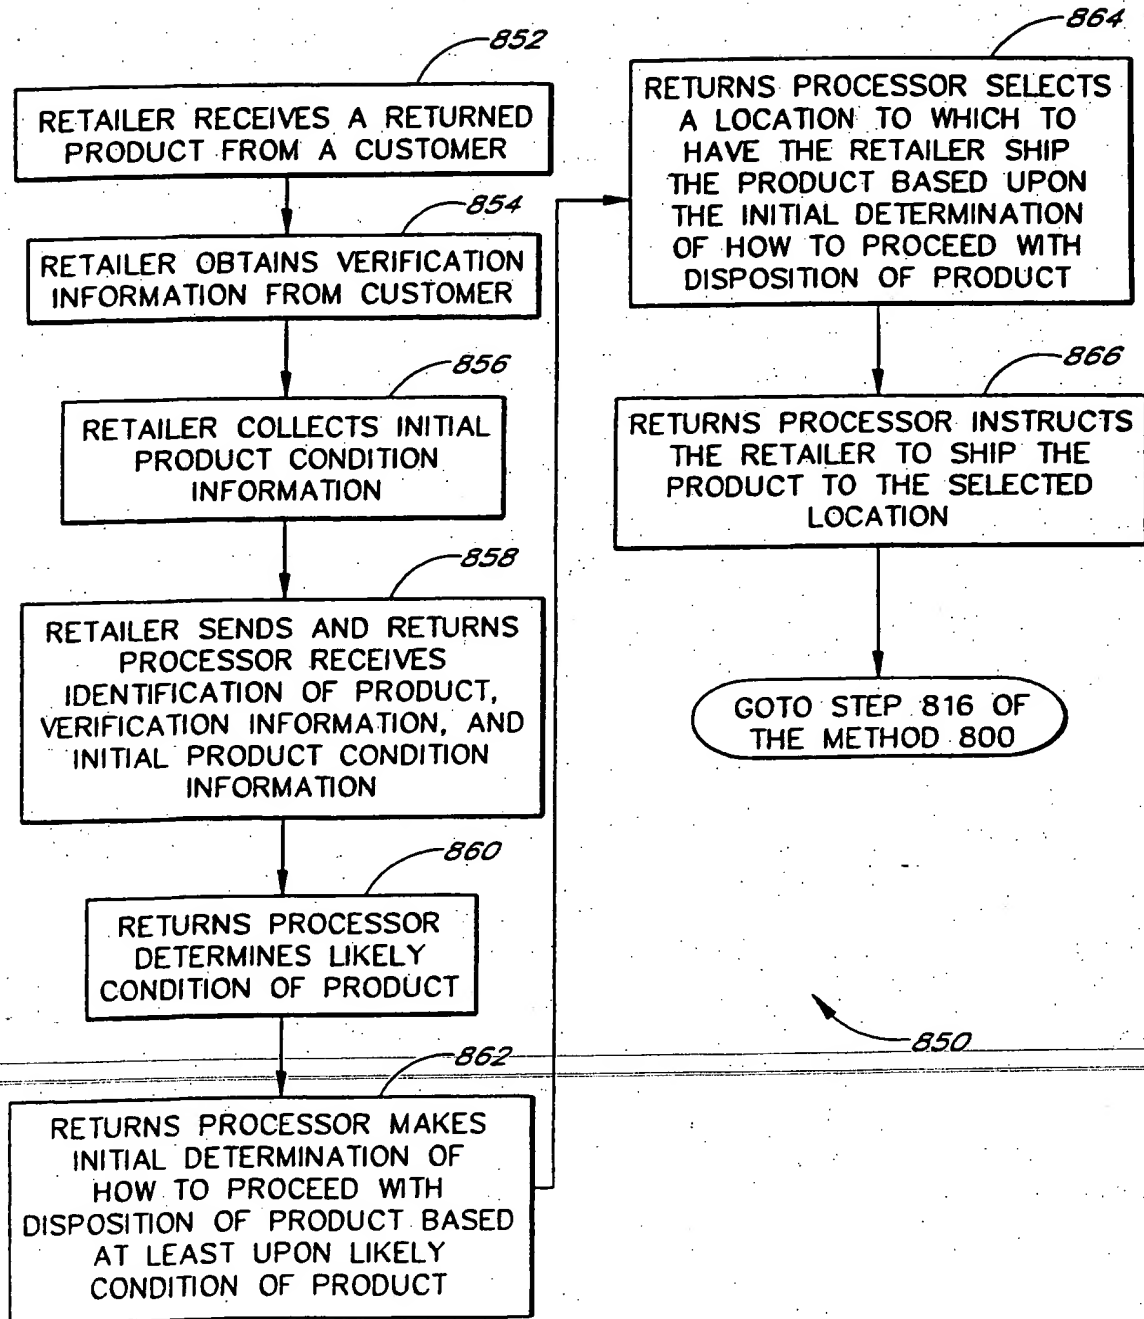 852
RETAILER RECEIVES A RETURNED
PRODUCT FROM A CUSTOMER
854
RETAILER OBTAINS VERIFICATION
INFORMATION FROM CUSTOMER
856
RETAILER COLLECTS INITIAL
PRODUCT CONDITION
INFORMATION
858
RETAILER SENDS AND RETURNS
PROCESSOR RECEIVES
IDENTIFICATION OF PRODUCT,
VERIFICATION INFORMATION, AND
INITIAL PRODUCT CONDITION
INFORMATION
860
RETURNS PROCESSOR
DETERMINES LIKELY
CONDITION OF PRODUCT
862
RETURNS PROCESSOR MAKES
INITIAL DETERMINATION OF
HOW TO PROCEED WITH
DISPOSITION OF PRODUCT BASED
AT LEAST UPON LIKELY
CONDITION OF PRODUCT
864
RETURNS PROCESSOR SELECTS
A LOCATION TO WHICH TO
HAVE THE RETAILER SHIP
THE PRODUCT BASED UPON
THE INITIAL DETERMINATION
OF HOW TO PROCEED WITH
DISPOSITION OF PRODUCT
866
RETURNS PROCESSOR INSTRUCTS
THE RETAILER TO SHIP THE
PRODUCT TO THE SELECTED
LOCATION
GOTO STEP 816 OF
THE METHOD 800
850